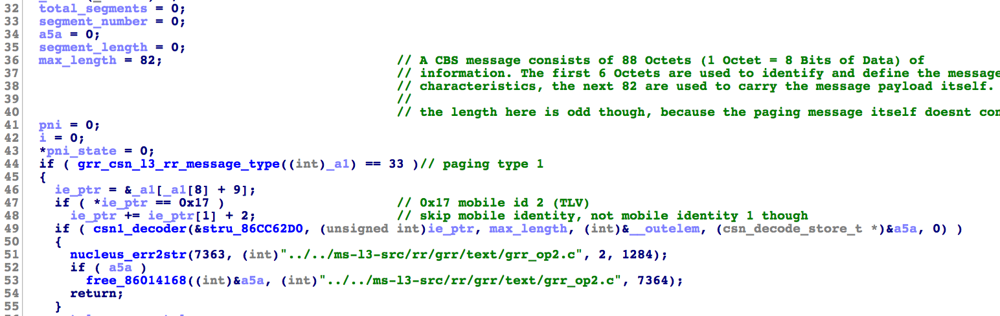 32 total_segments = 0;
33 segment_number = 0;
34 a5a = 0;
35 segment_length = 0;
36 max_length = 82; // A CBS message consists of 88 Octets (1 Octet = 8 Bits of Data) of
37 // information. The first 6 Octets are used to identify and define the message
38 // characteristics, the next 82 are used to carry the message payload itself.
39 //
40 // the length here is odd though, because the paging message itself doesnt con
41 pni = 0;
42 i = 0;
43 *pni_state = 0;
44 if ( grr_csn_l3_rr_message_type((int)_a1) == 33 )// paging type 1
45 {
46 ie_ptr = &_a1[_a1[8] + 9];
47 if ( *ie_ptr == 0x17 ) // 0x17 mobile id 2 (TLV)
48 ie_ptr += ie_ptr[1] + 2; // skip mobile identity, not mobile identity 1 though
49 if ( csn1_decoder(&stru_86CC62D0, (unsigned int)ie_ptr, max_length, (int)&__outelem, (csn_decode_store_t *)&a5a, 0) )
50 {
51 nucleus_err2str(7363, (int)"../../ms-l3-src/rr/grr/text/grr_op2.c", 2, 1284);
52 if ( a5a )
53 free_86014168((int)&a5a, (int)"../../ms-l3-src/rr/grr/text/grr_op2.c", 7364);
54 return;
55 }